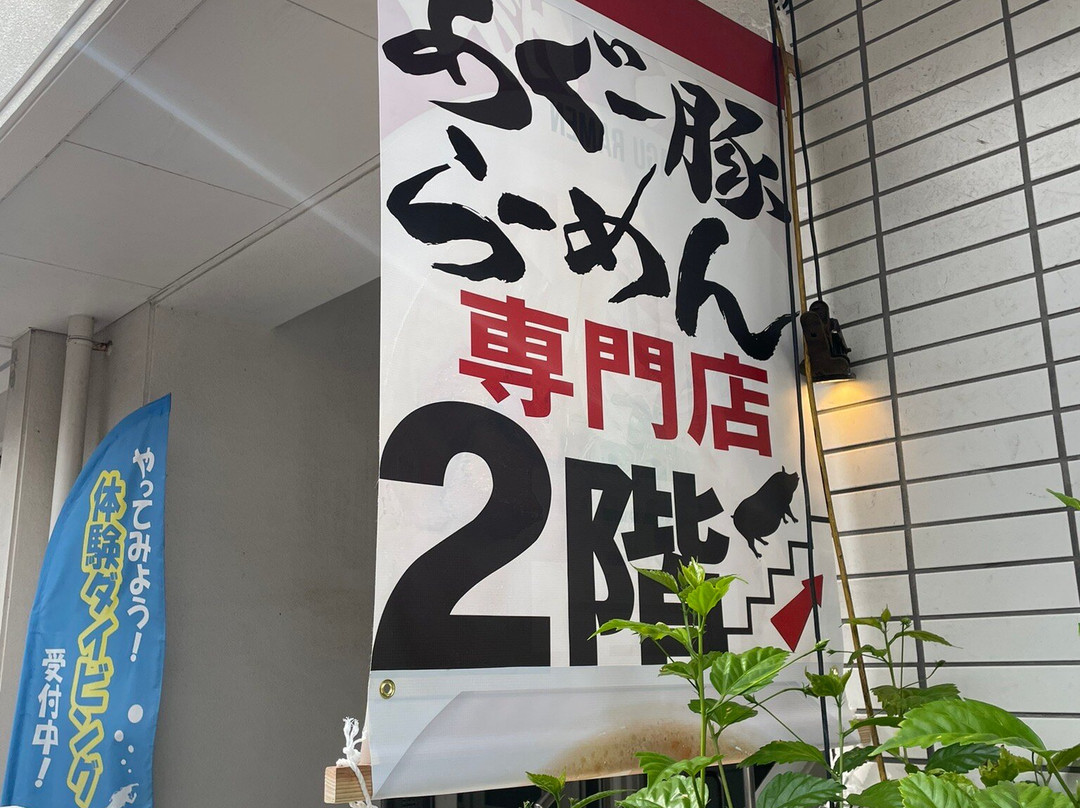 あぐー豚
らーめん
専門店
2階
やってみよう!
体験ダイビング
受付中!